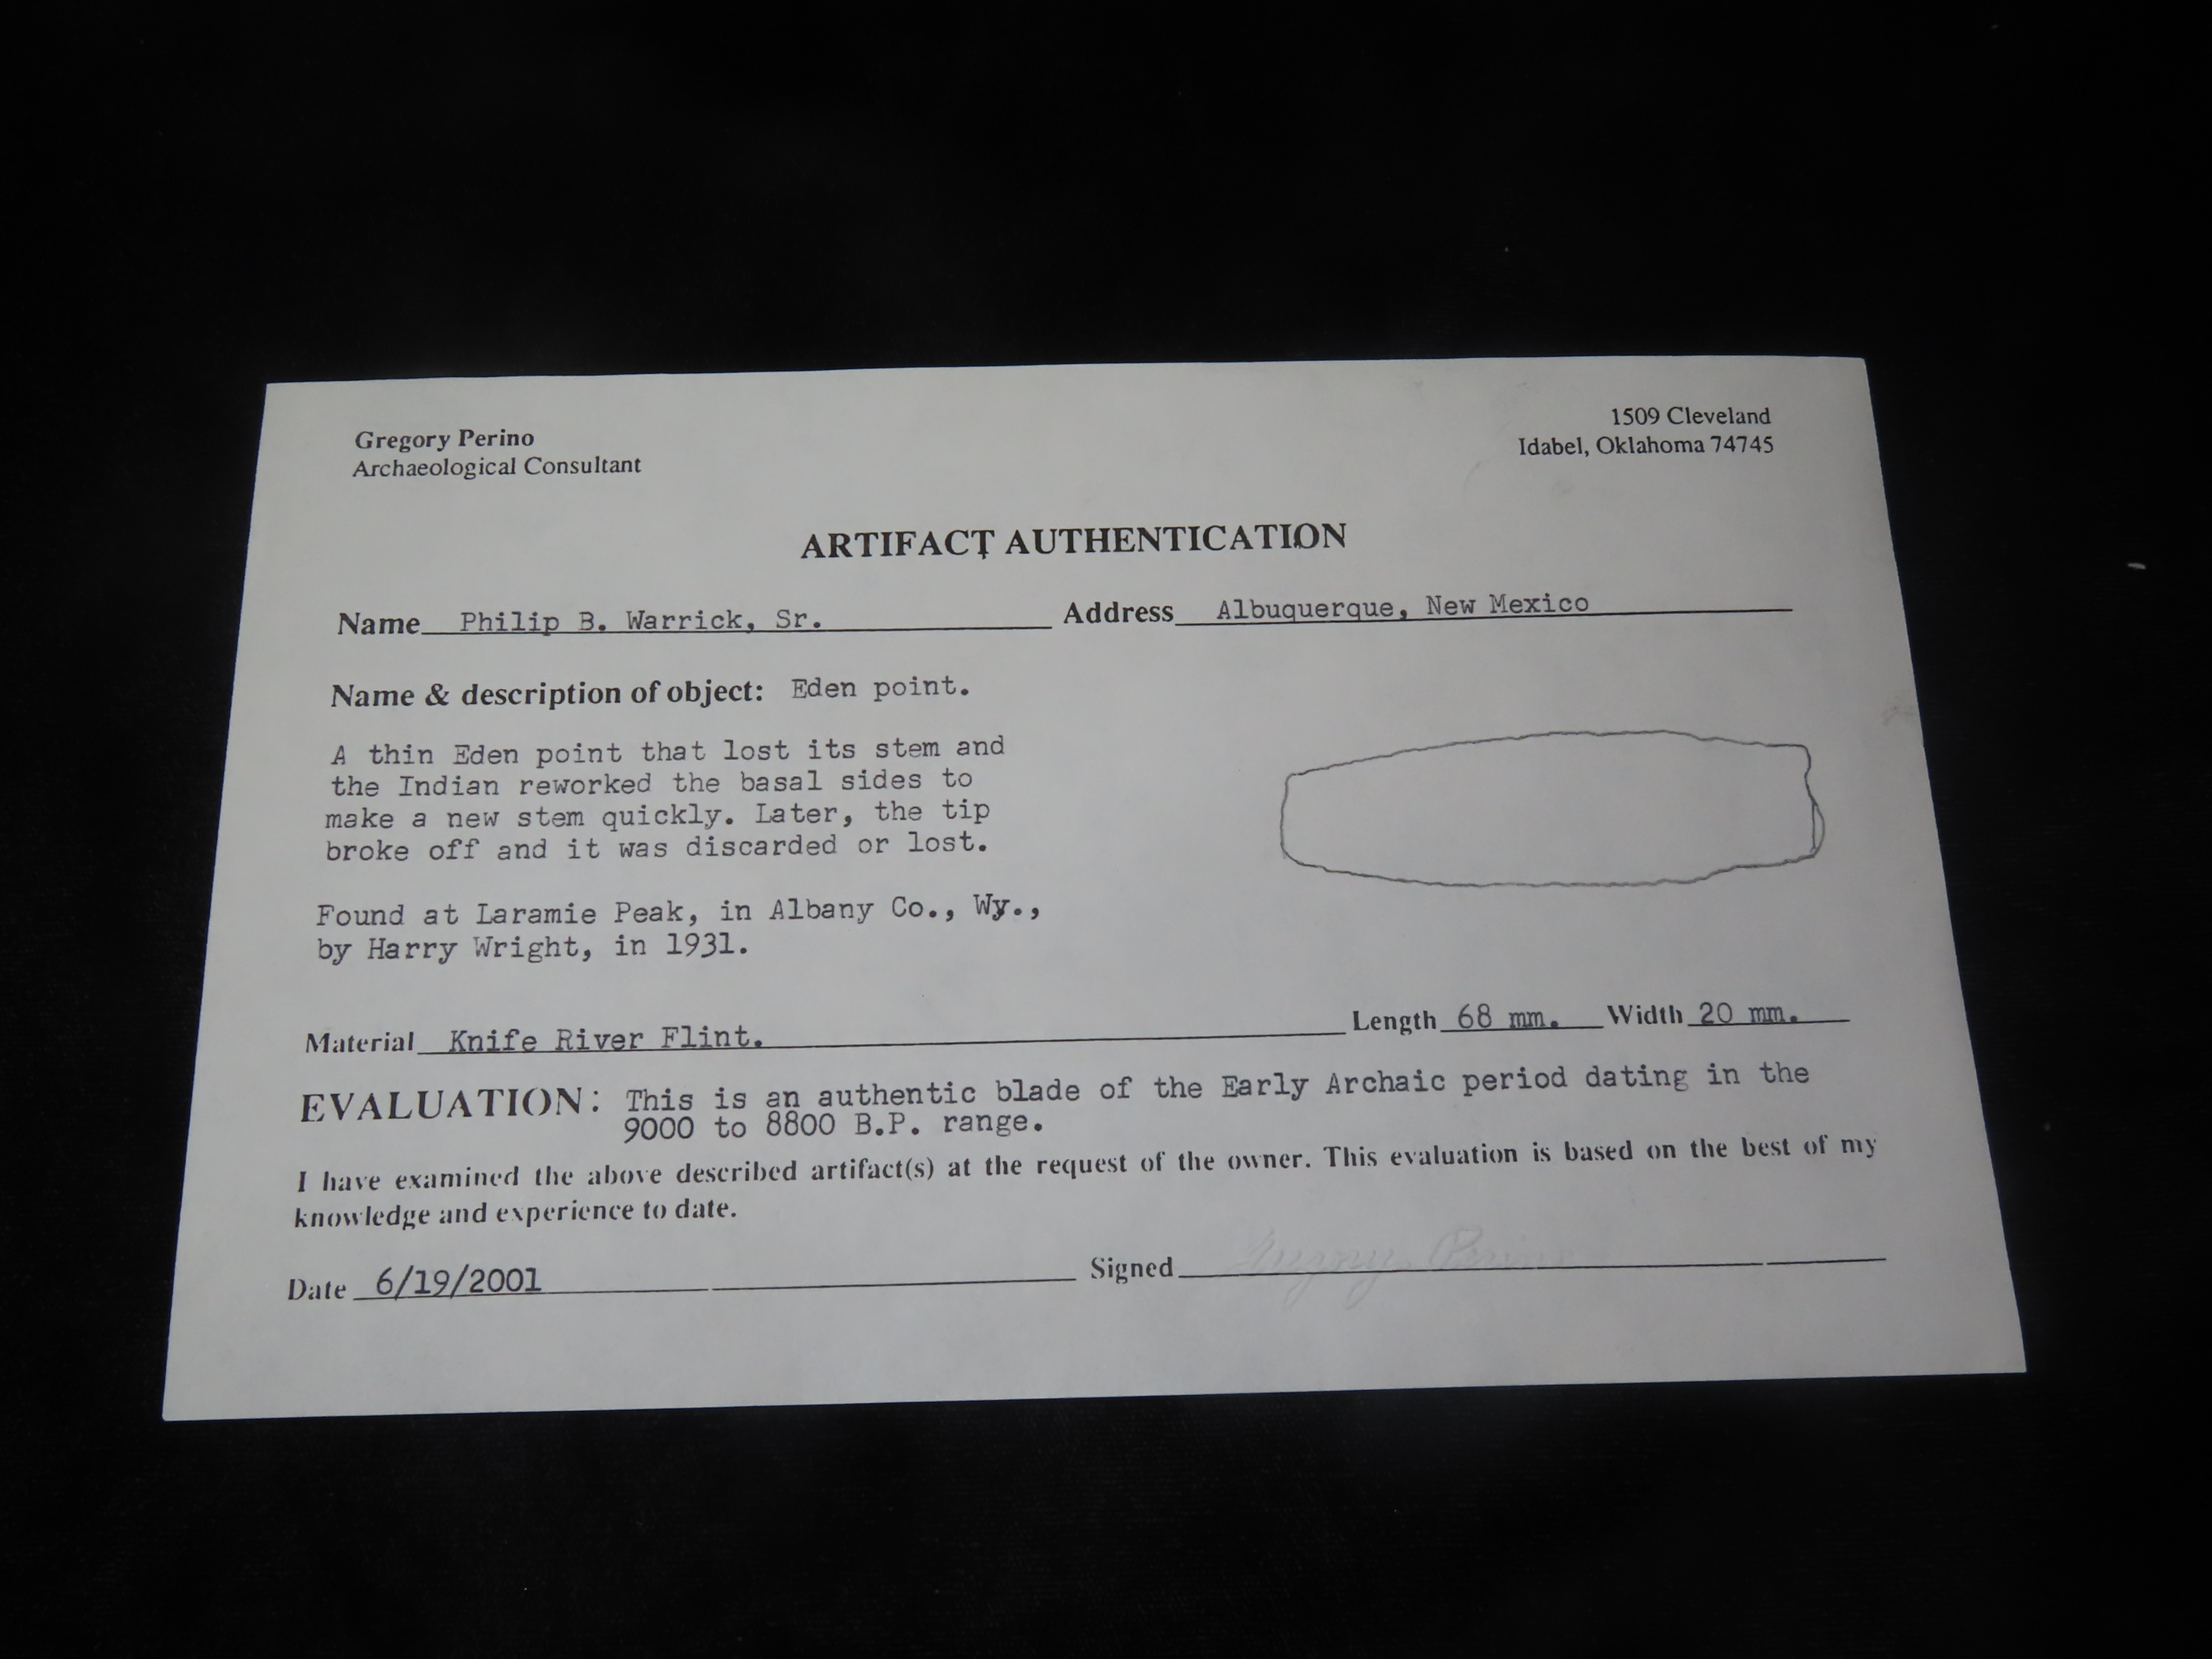 Gregory Perino
Archaeological Consultant
1509 Cleveland
Idabel, Oklahoma 74745
ARTIFACT AUTHENTICATION
Name Philip B. Warrick, Sr. Address Albuquerque, New Mexico
Name & description of object: Eden point.
A thin Eden point that lost its stem and
the Indian reworked the basal sides to
make a new stem quickly. Later, the tip
broke off and it was discarded or lost.
Found at Laramie Peak, in Albany Co., Wy.,
by Harry Wright, in 1931.
Material Knife River Flint. Length 68 mm. Width 20 mm.
EVALUATION: This is an authentic blade of the Early Archaic period dating in the
9000 to 8800 B.P. range.
I have examined the above described artifact(s) at the request of the owner. This evaluation is based on the best of my
knowledge and experience to date.
Date 6/19/2001 Signed Gregory Perino